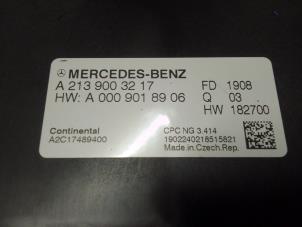 MERCEDES-BENZ
A 213 900 32 17 FD 1908
HW: A 000 901 89 06 Q 03
HW 182700
Continental CPC NG 3.414
A2C17489400 1902240218515821
Made in Czech.Rep.